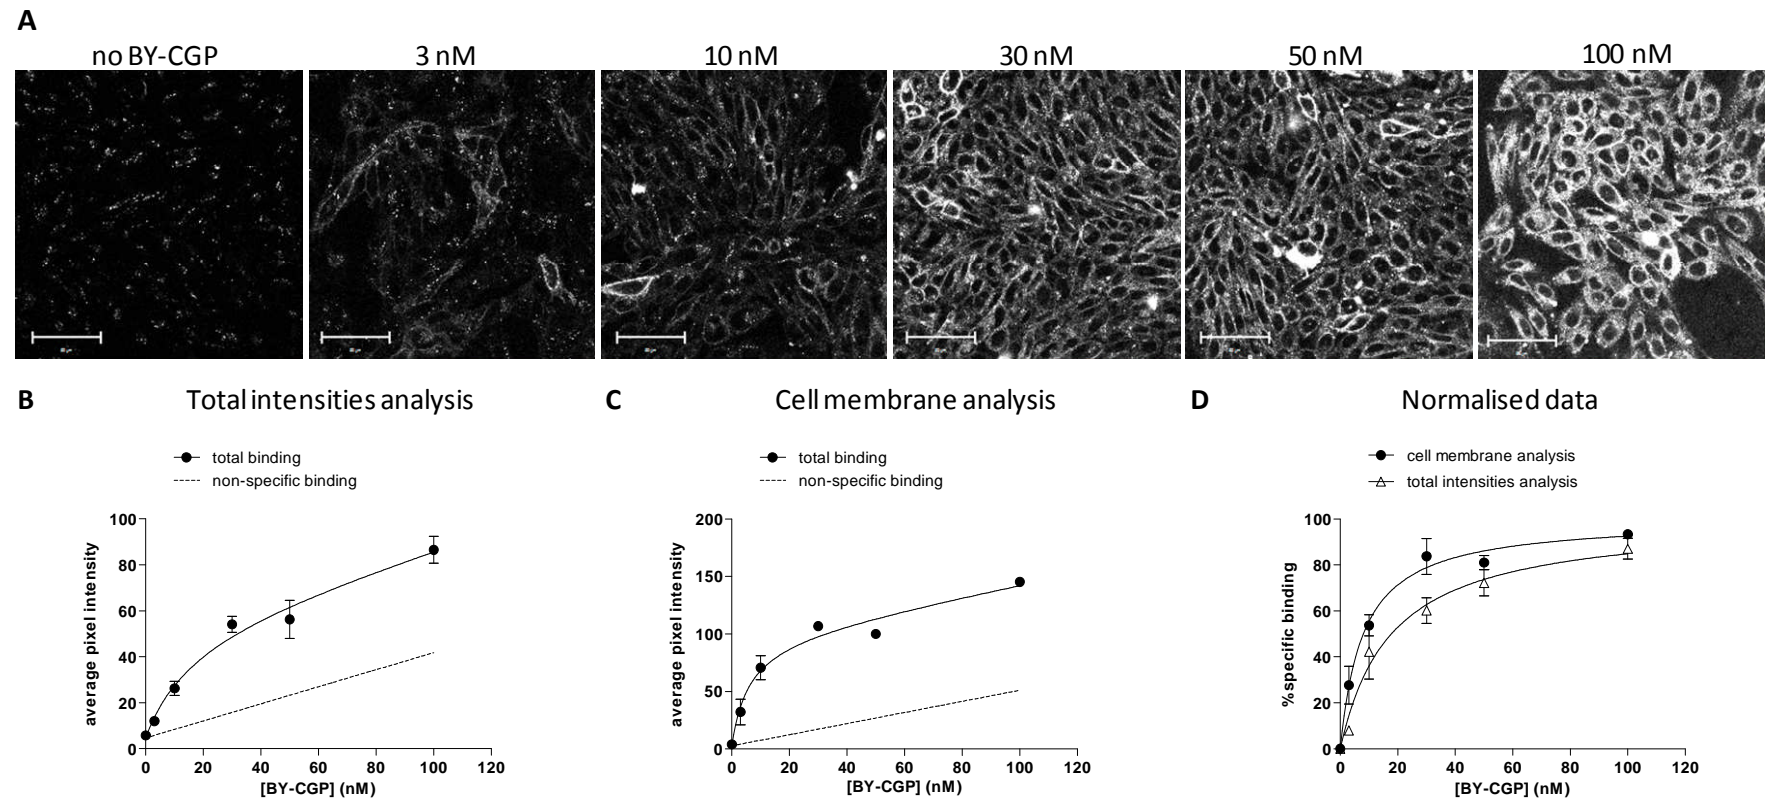 A
no BY-CGP
3 nM
10 nM
30 nM
50 nM
100 nM
B
Total intensities analysis
total binding
non-specific binding
average pixel intensity
100
80
60
40
20
0
0 20 40 60 80 100 120
[BY-CGP] (nM)
C
Cell membrane analysis
total binding
non-specific binding
average pixel intensity
200
150
100
50
0
0 20 40 60 80 100 120
[BY-CGP] (nM)
D
Normalised data
cell membrane analysis
total intensities analysis
%specific binding
100
80
60
40
20
0
0 20 40 60 80 100 120
[BY-CGP] (nM)